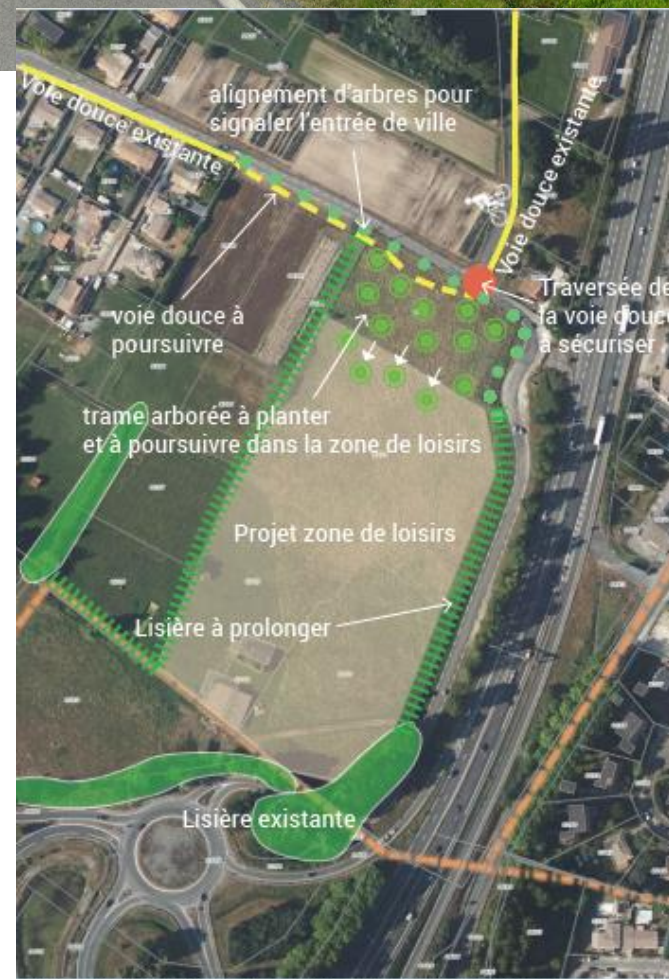 Voie douce existante
alignement d'arbres pour
signaler l'entrée de ville
Voie douce existante
voie douce à
poursuivre
Traversée de
la voie douce
à sécuriser
trame arborée à planter
et à poursuivre dans la zone de loisirs
Projet zone de loisirs
Lisière à prolonger
Lisière existante